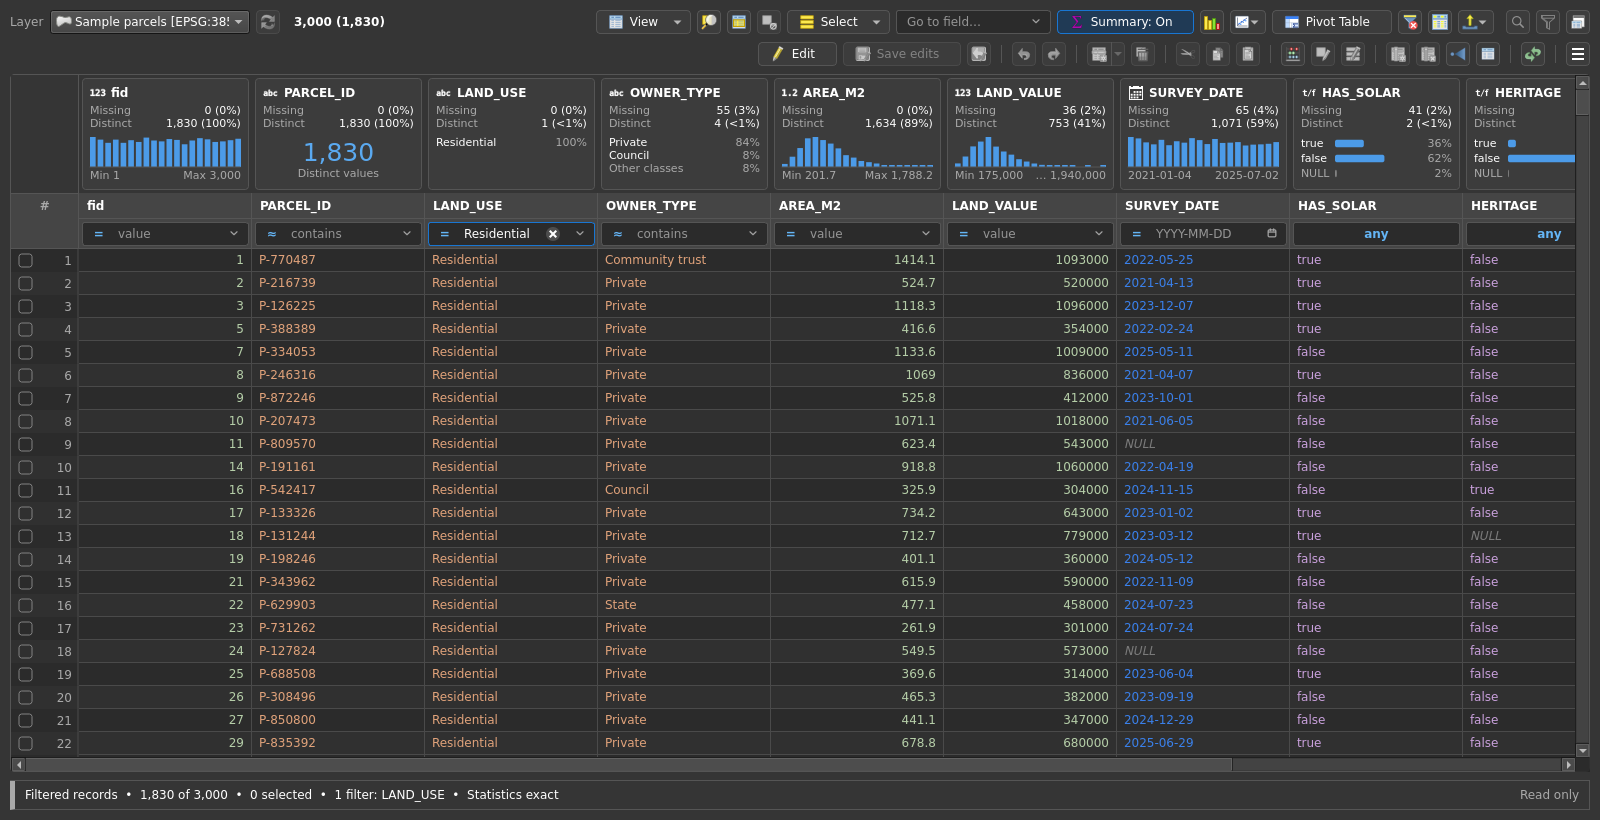 Layer Sample parcels [EPSG:385 3,000 (1,830) View Select Go to field... Σ Summary: On Pivot Table
Edit Save edits
123 fid abc PARCEL_ID abc LAND_USE abc OWNER_TYPE 1.2 AREA_M2 123 LAND_VALUE SURVEY_DATE t/f HAS_SOLAR t/f HERITAGE
Missing 0 (0%) Missing 0 (0%) Missing 0 (0%) Missing 55 (3%) Missing 0 (0%) Missing 36 (2%) Missing 65 (4%) Missing 41 (2%) Missing
Distinct 1,830 (100%) Distinct 1,830 (100%) Distinct 1 (<1%) Distinct 4 (<1%) Distinct 1,634 (89%) Distinct 753 (41%) Distinct 1,071 (59%) Distinct 2 (<1%) Distinct
1,830 Residential 100% Private 84% true 36% true
Council 8% false 62% false
Distinct values Other classes 8% NULL 2% NULL
Min 1 Max 3,000 Min 201.7 Max 1,788.2 Min 175,000 ... 1,940,000 2021-01-04 2025-07-02
# fid PARCEL_ID LAND_USE OWNER_TYPE AREA_M2 LAND_VALUE SURVEY_DATE HAS_SOLAR HERITAGE
= value ≈ contains = Residential ≈ contains = value = value = YYYY-MM-DD any any
1 1 P-770487 Residential Community trust 1414.1 1093000 2022-05-25 true false
2 2 P-216739 Residential Private 524.7 520000 2021-04-13 true false
3 3 P-126225 Residential Private 1118.3 1096000 2023-12-07 true false
4 5 P-388389 Residential Private 416.6 354000 2022-02-24 true false
5 7 P-334053 Residential Private 1133.6 1009000 2025-05-11 false false
6 8 P-246316 Residential Private 1069 836000 2021-04-07 true false
7 9 P-872246 Residential Private 525.8 412000 2023-10-01 false false
8 10 P-207473 Residential Private 1071.1 1018000 2021-06-05 false false
9 11 P-809570 Residential Private 623.4 543000 NULL false false
10 14 P-191161 Residential Private 918.8 1060000 2022-04-19 false false
11 16 P-542417 Residential Council 325.9 304000 2024-11-15 false true
12 17 P-133326 Residential Private 734.2 643000 2023-01-02 true false
13 18 P-131244 Residential Private 712.7 779000 2023-03-12 true NULL
14 19 P-198246 Residential Private 401.1 360000 2024-05-12 false false
15 21 P-343962 Residential Private 615.9 590000 2022-11-09 false false
16 22 P-629903 Residential State 477.1 458000 2024-07-23 false false
17 23 P-731262 Residential Private 261.9 301000 2024-07-24 true false
18 24 P-127824 Residential Private 549.5 573000 NULL false false
19 25 P-688508 Residential Private 369.6 314000 2023-06-04 true false
20 26 P-308496 Residential Private 465.3 382000 2023-09-19 false false
21 27 P-850800 Residential Private 441.1 347000 2024-12-29 false false
22 29 P-835392 Residential Private 678.8 680000 2025-06-29 true false
Filtered records • 1,830 of 3,000 • 0 selected • 1 filter: LAND_USE • Statistics exact Read only